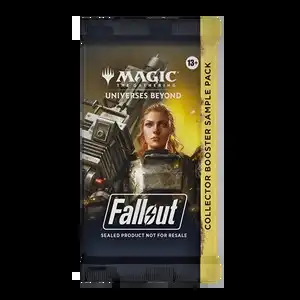 MAGIC
THE GATHERING
UNIVERSES BEYOND
13+
Fallout
SEALED PRODUCT NOT FOR RESALE
COLLECTOR BOOSTER SAMPLE PACK